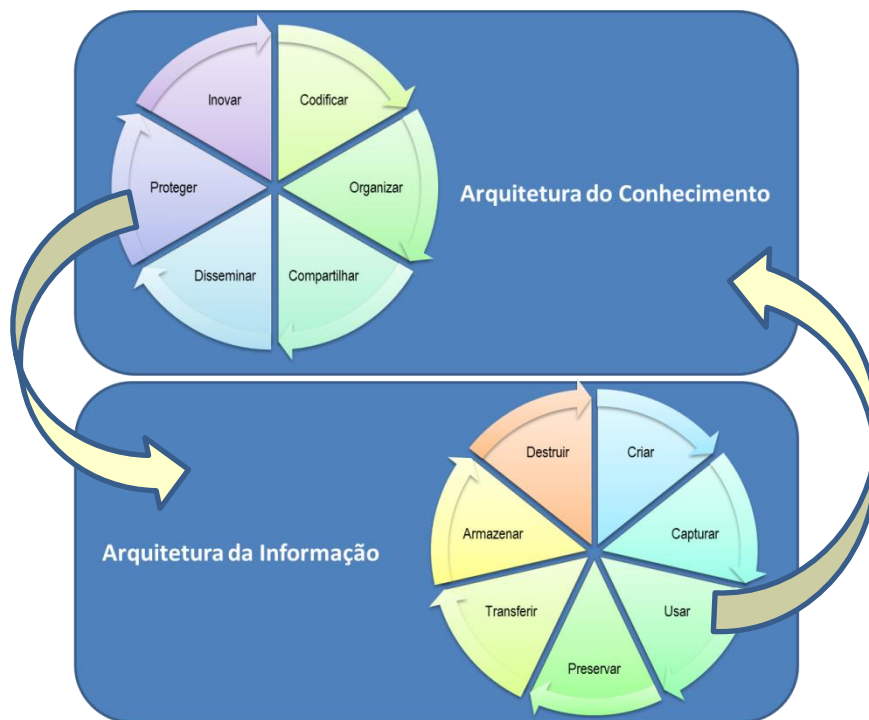 Inovar
Codificar
Proteger
Organizar
Arquitetura do Conhecimento
Disseminar
Compartilhar
Destruir
Criar
Armazenar
Capturar
Arquitetura da Informação
Transferir
Usar
Preservar